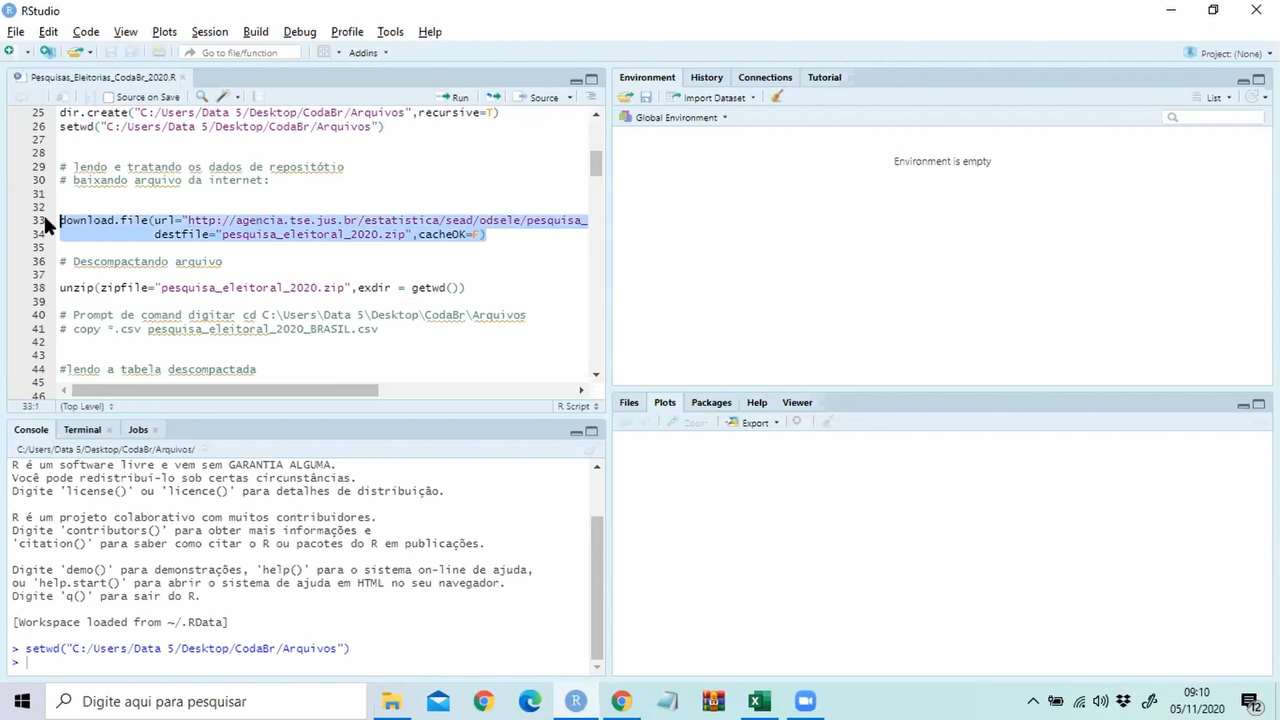 RStudio
File Edit Code View Plots Session Build Debug Profile Tools Help
Go to file/function Addins Project: (None)
Pesquisas_Eleitorias_CodaBr_2020.R
Source on Save Run Source
25 dir.create("C:/Users/Data 5/Desktop/CodaBr/Arquivos",recursive=T)
26 setwd("C:/Users/Data 5/Desktop/CodaBr/Arquivos")
27
28
29 # lendo e tratando os dados de repositótio
30 # baixando arquivo da internet:
31
32
33 download.file(url="http://agencia.tse.jus.br/estatistica/sead/odsele/pesquisa_
34 destfile="pesquisa_eleitoral_2020.zip",cacheOK=F)
35
36 # Descompactando arquivo
37
38 unzip(zipfile="pesquisa_eleitoral_2020.zip",exdir = getwd())
39
40 # Prompt de comand digitar cd C:\Users\Data 5\Desktop\CodaBr\Arquivos
41 # copy *.csv pesquisa_eleitoral_2020_BRASIL.csv
42
43
44 #lendo a tabela descompactada
45
46
33:1 (Top Level) R Script
Console Terminal Jobs
C:/Users/Data 5/Desktop/CodaBr/Arquivos/
R é um software livre e vem sem GARANTIA ALGUMA.
Você pode redistribuí-lo sob certas circunstâncias.
Digite 'license()' ou 'licence()' para detalhes de distribuição.
R é um projeto colaborativo com muitos contribuidores.
Digite 'contributors()' para obter mais informações e
'citation()' para saber como citar o R ou pacotes do R em publicações.
Digite 'demo()' para demonstrações, 'help()' para o sistema on-line de ajuda,
ou 'help.start()' para abrir o sistema de ajuda em HTML no seu navegador.
Digite 'q()' para sair do R.
[Workspace loaded from ~/.RData]
> setwd("C:/Users/Data 5/Desktop/CodaBr/Arquivos")
>
Environment History Connections Tutorial
Import Dataset List
Global Environment
Environment is empty
Files Plots Packages Help Viewer
Zoom Export
Digite aqui para pesquisar
09:10
05/11/2020
12